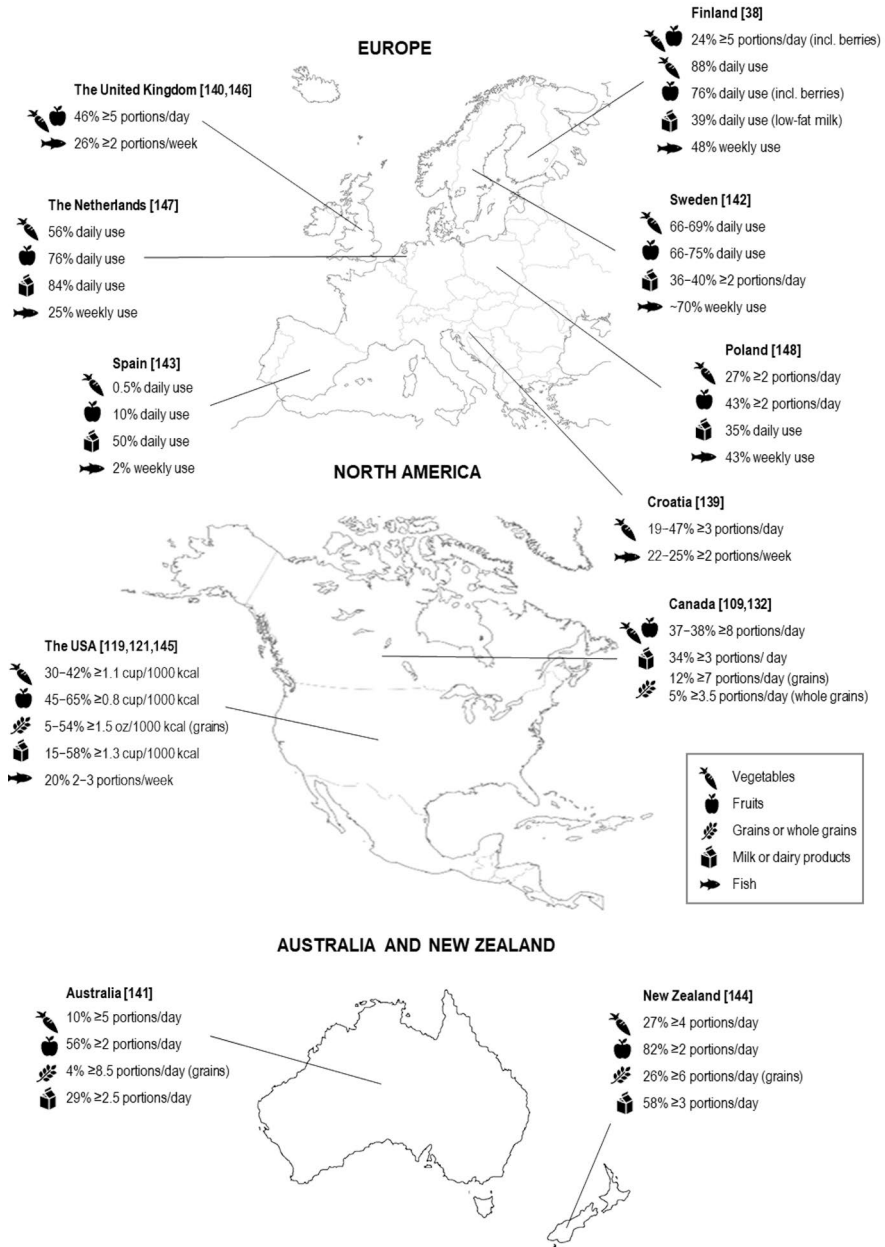 EUROPE
Finland [38]
24% ≥5 portions/day (incl. berries)
88% daily use
76% daily use (incl. berries)
39% daily use (low-fat milk)
48% weekly use
The United Kingdom [140,146]
46% ≥5 portions/day
26% ≥2 portions/week
The Netherlands [147]
56% daily use
76% daily use
84% daily use
25% weekly use
Sweden [142]
66-69% daily use
66-75% daily use
36–40% ≥2 portions/day
~70% weekly use
Spain [143]
0.5% daily use
10% daily use
50% daily use
2% weekly use
Poland [148]
27% ≥2 portions/day
43% ≥2 portions/day
35% daily use
43% weekly use
Croatia [139]
19–47% ≥3 portions/day
22–25% ≥2 portions/week
NORTH AMERICA
The USA [119,121,145]
30–42% ≥1.1 cup/1000 kcal
45–65% ≥0.8 cup/1000 kcal
5–54% ≥1.5 oz/1000 kcal (grains)
15–58% ≥1.3 cup/1000 kcal
20% 2–3 portions/week
Canada [109,132]
37–38% ≥8 portions/day
34% ≥3 portions/ day
12% ≥7 portions/day (grains)
5% ≥3.5 portions/day (whole grains)
Vegetables
Fruits
Grains or whole grains
Milk or dairy products
Fish
AUSTRALIA AND NEW ZEALAND
Australia [141]
10% ≥5 portions/day
56% ≥2 portions/day
4% ≥8.5 portions/day (grains)
29% ≥2.5 portions/day
New Zealand [144]
27% ≥4 portions/day
82% ≥2 portions/day
26% ≥6 portions/day (grains)
58% ≥3 portions/day